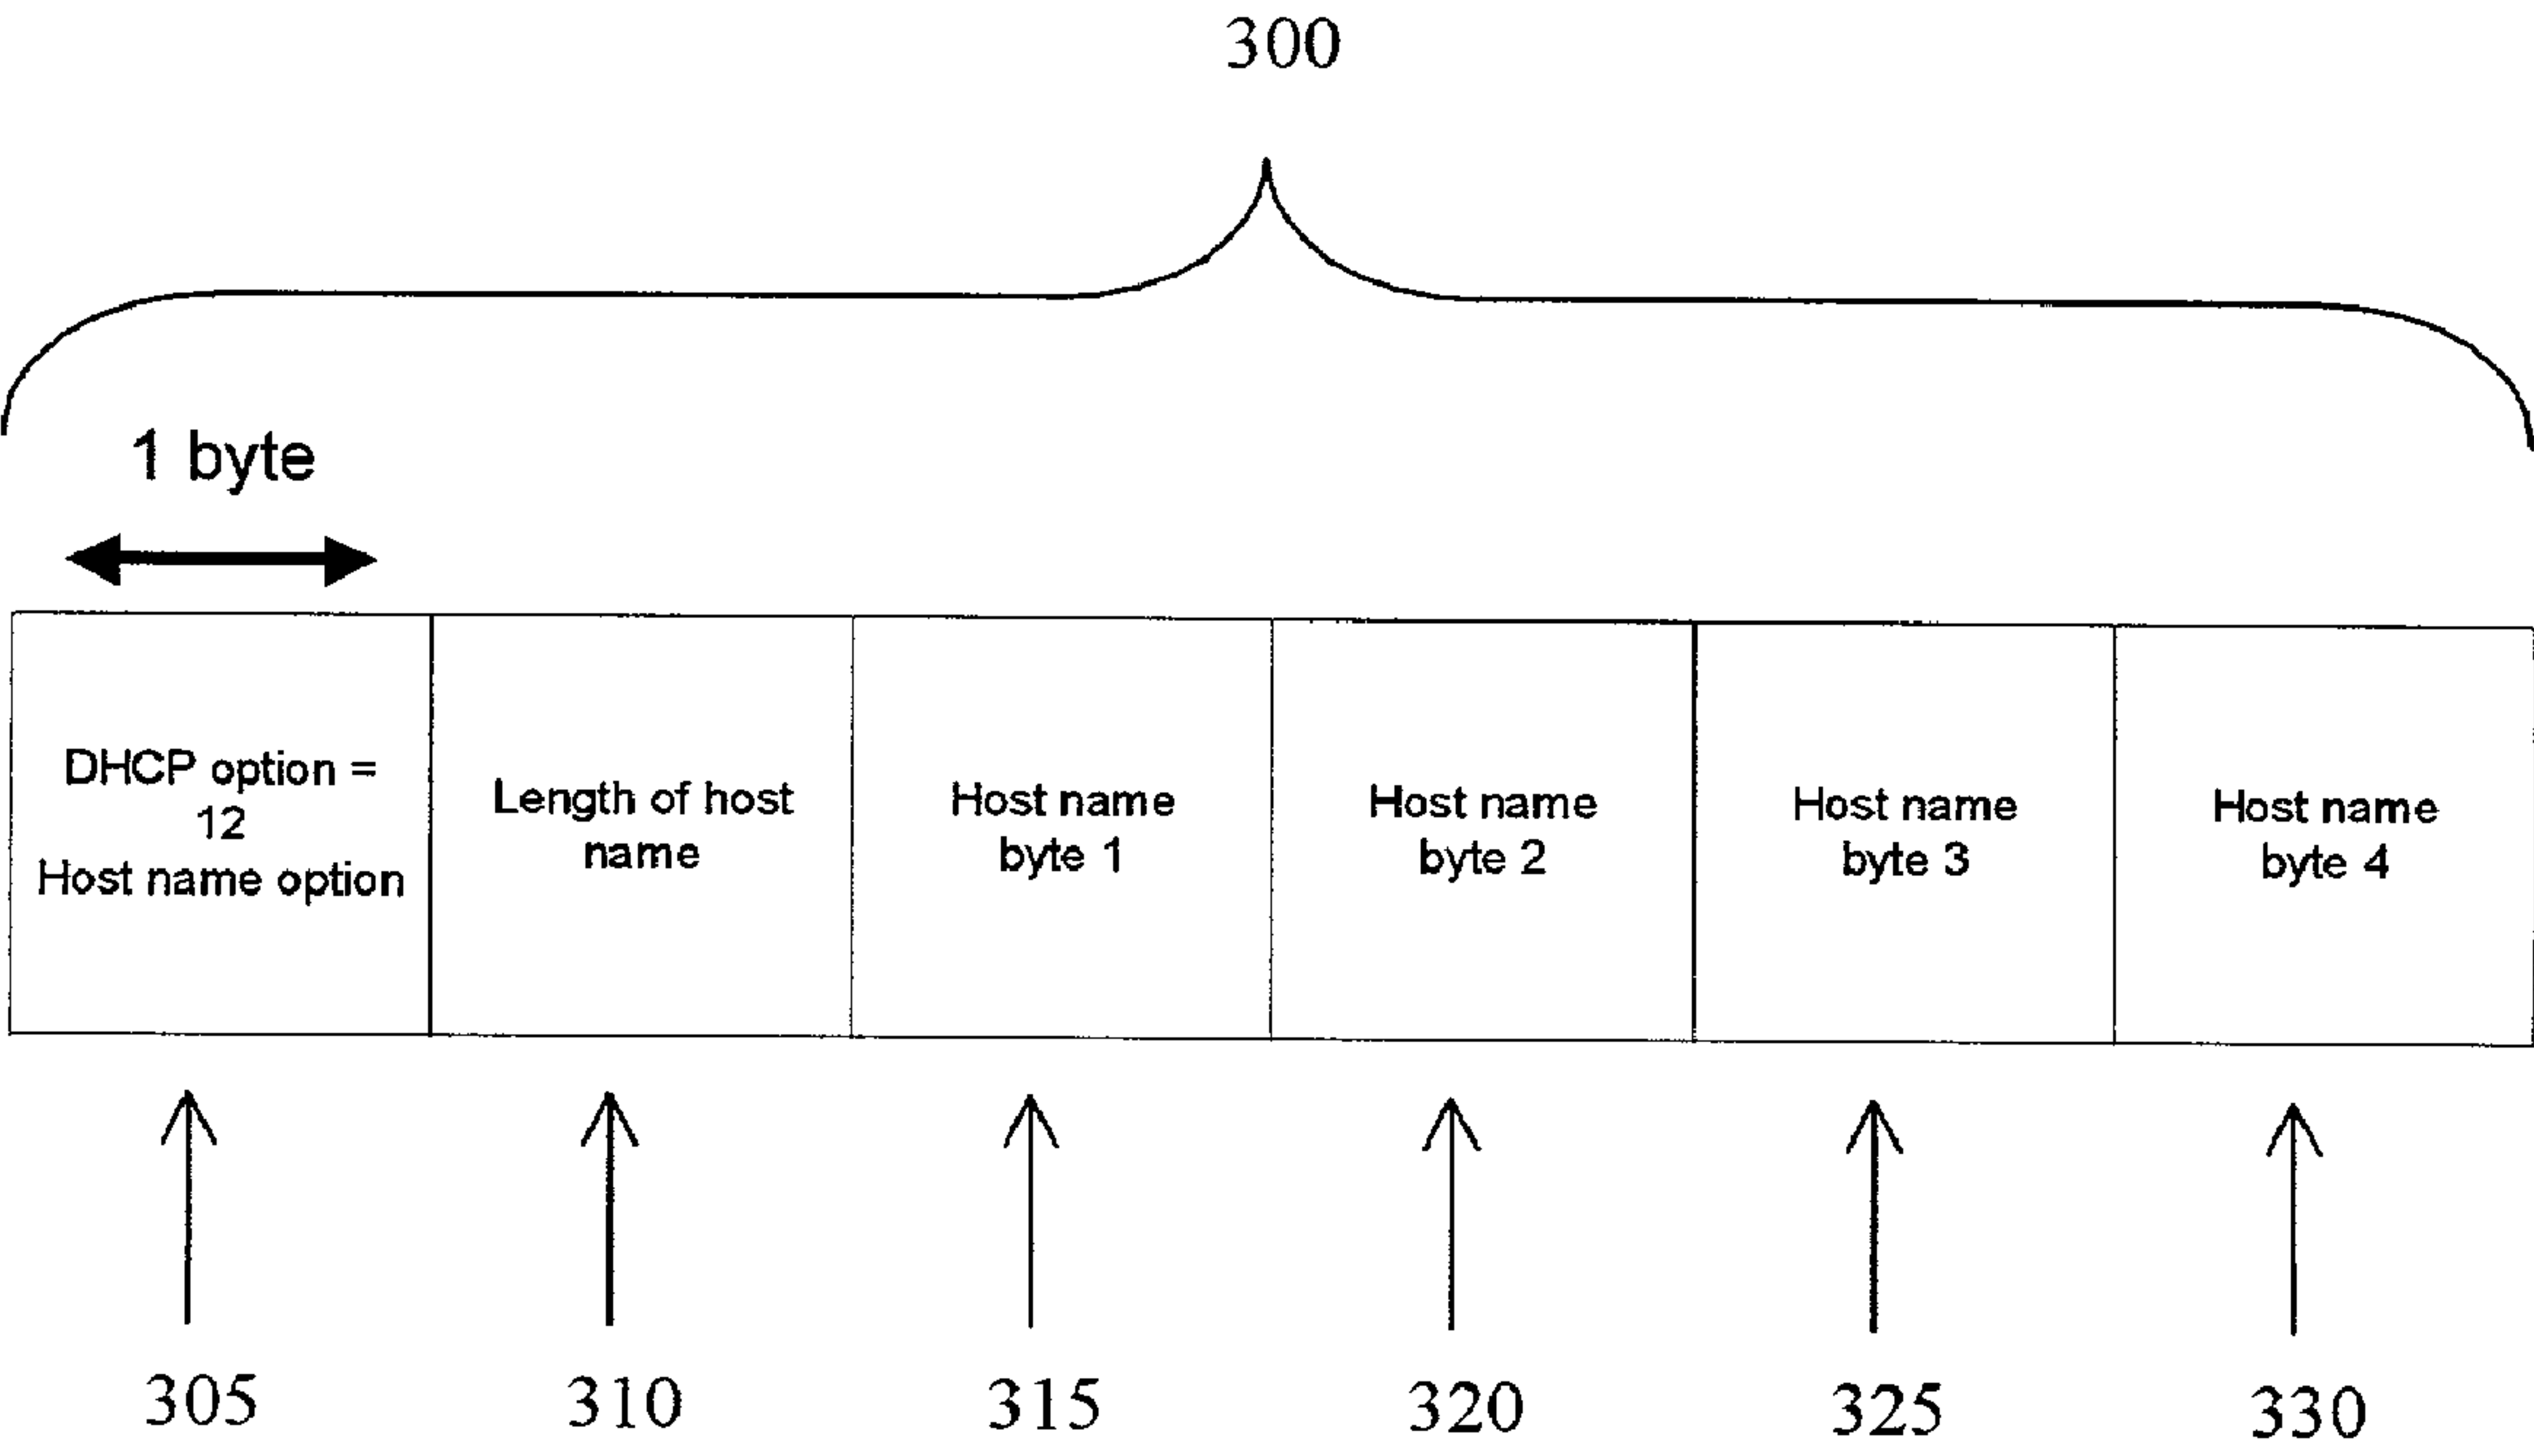 300
1 byte
DHCP option =
12
Host name option
Length of host
name
Host name
byte 1
Host name
byte 2
Host name
byte 3
Host name
byte 4
305
310
315
320
325
330